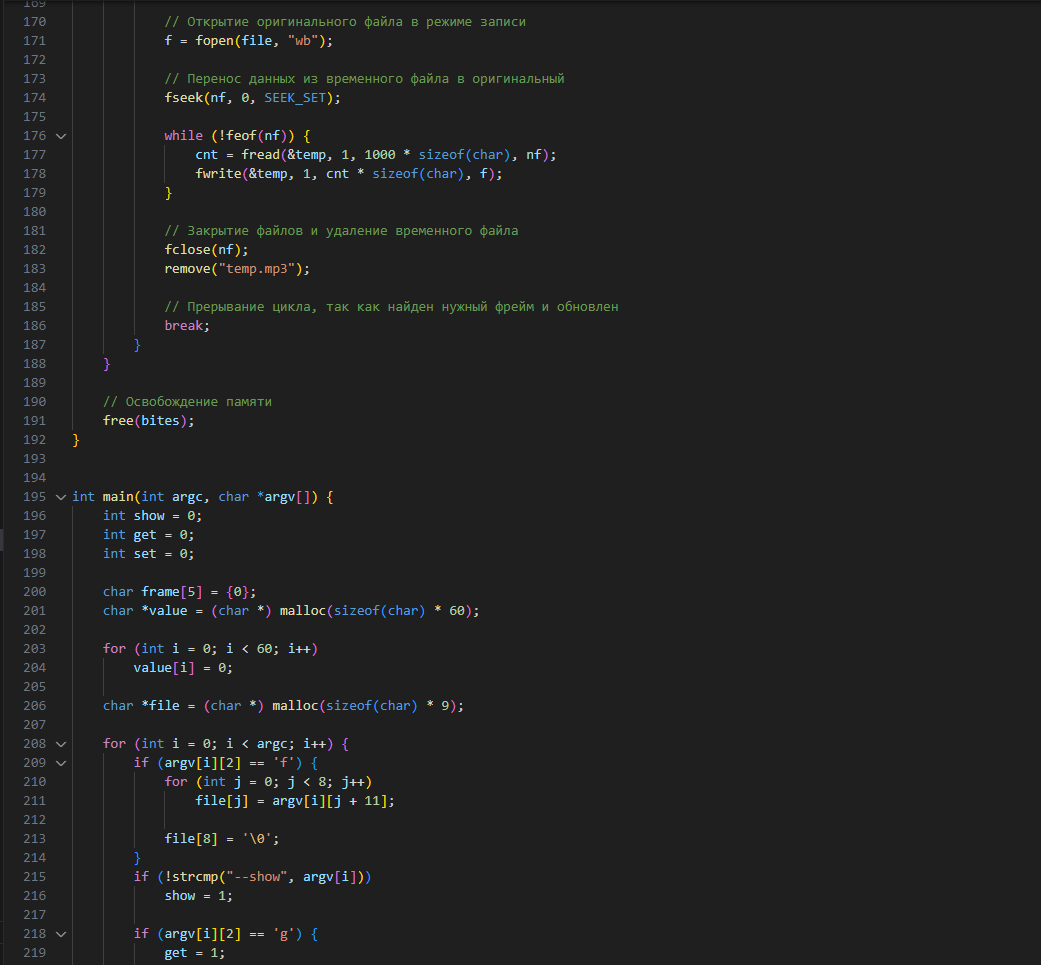 169
170 // Открытие оригинального файла в режиме записи
171 f = fopen(file, "wb");
172
173 // Перенос данных из временного файла в оригинальный
174 fseek(nf, 0, SEEK_SET);
175
176 while (!feof(nf)) {
177 cnt = fread(&temp, 1, 1000 * sizeof(char), nf);
178 fwrite(&temp, 1, cnt * sizeof(char), f);
179 }
180
181 // Закрытие файлов и удаление временного файла
182 fclose(nf);
183 remove("temp.mp3");
184
185 // Прерывание цикла, так как найден нужный фрейм и обновлен
186 break;
187 }
188 }
189
190 // Освобождение памяти
191 free(bites);
192 }
193
194
195 int main(int argc, char *argv[]) {
196 int show = 0;
197 int get = 0;
198 int set = 0;
199
200 char frame[5] = {0};
201 char *value = (char *) malloc(sizeof(char) * 60);
202
203 for (int i = 0; i < 60; i++)
204 value[i] = 0;
205
206 char *file = (char *) malloc(sizeof(char) * 9);
207
208 for (int i = 0; i < argc; i++) {
209 if (argv[i][2] == 'f') {
210 for (int j = 0; j < 8; j++)
211 file[j] = argv[i][j + 11];
212
213 file[8] = '\0';
214 }
215 if (!strcmp("--show", argv[i]))
216 show = 1;
217
218 if (argv[i][2] == 'g') {
219 get = 1;